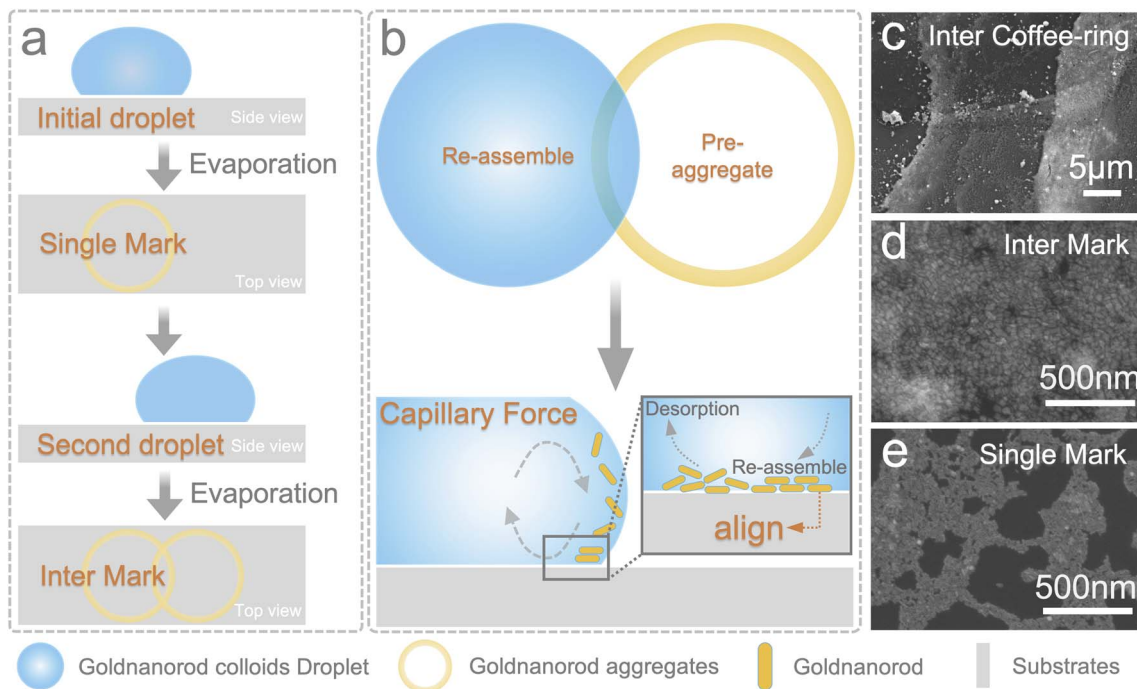 a
Initial droplet
Side view
Evaporation
Single Mark
Top view
Second droplet
Side view
Evaporation
Inter Mark
Top view
b
Re-assemble
Pre-
aggregate
Capillary Force
Desorption
Re-assemble
align
c
Inter Coffee-ring
5μm
d
Inter Mark
500nm
e
Single Mark
500nm
Goldnanorod colloids Droplet
Goldnanorod aggregates
Goldnanorod
Substrates